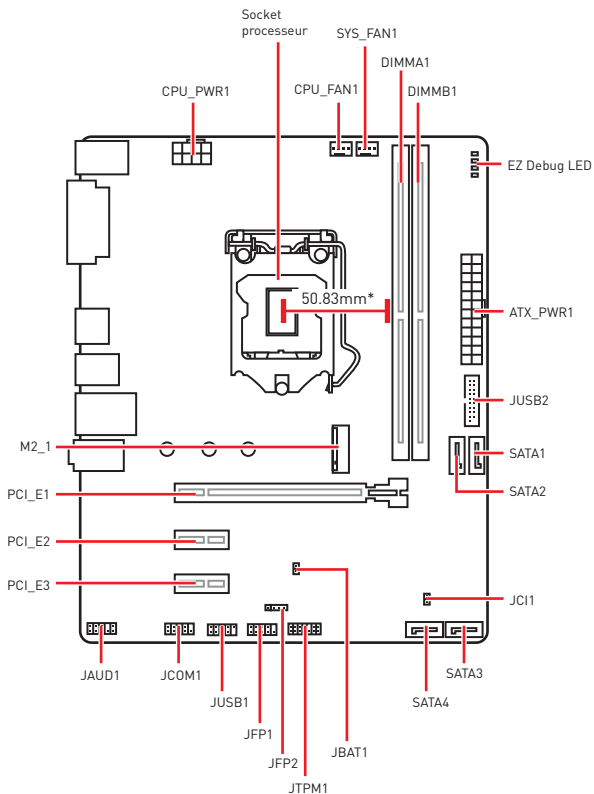 Socket
processeur
SYS_FAN1
DIMMA1
CPU_PWR1
CPU_FAN1
DIMMB1
EZ Debug LED
50.83mm*
ATX_PWR1
JUSB2
M2_1
SATA1
PCI_E1
SATA2
PCI_E2
PCI_E3
JCI1
JAUD1
JCOM1
SATA3
JUSB1
SATA4
JFP1
JBAT1
JFP2
JTPM1